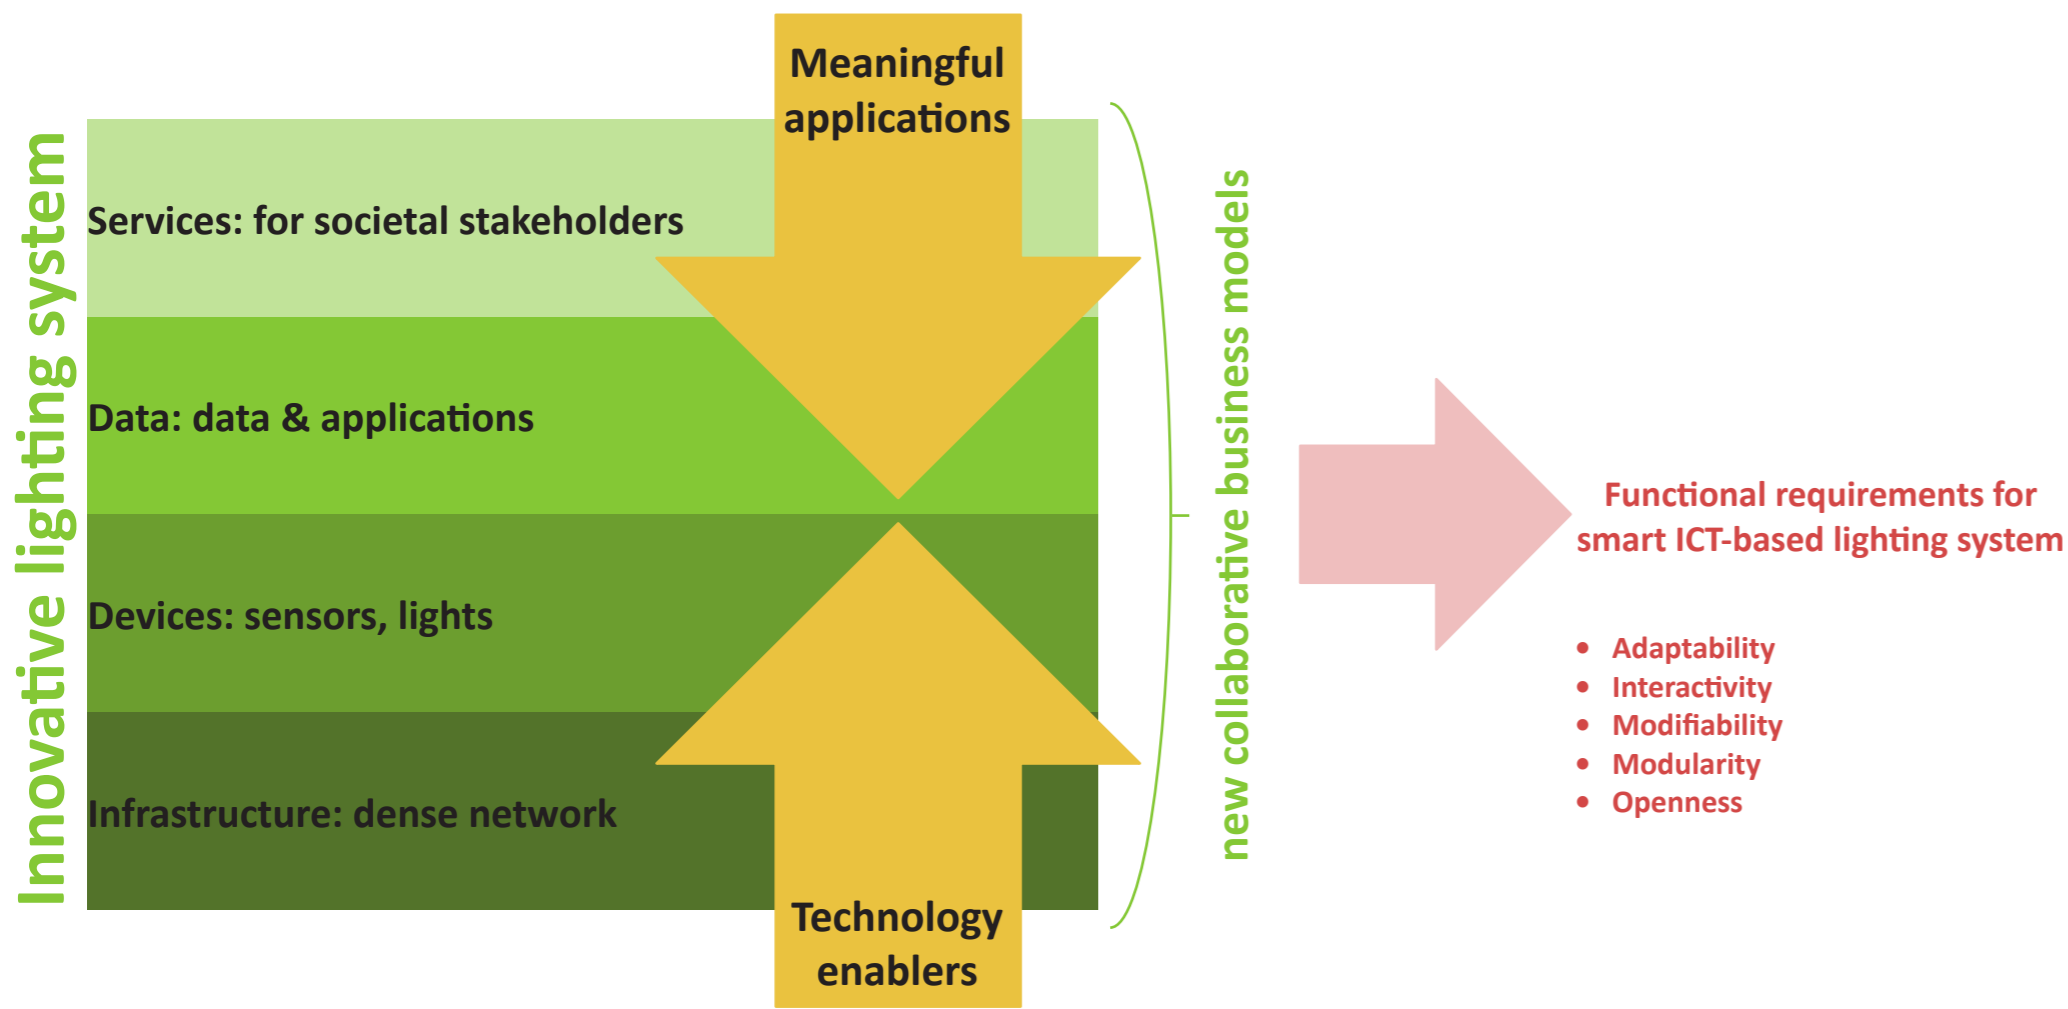 Innovative lighting system
Meaningful
applications
Services: for societal stakeholders
Data: data & applications
Devices: sensors, lights
Infrastructure: dense network
Technology
enablers
new collaborative business models
Functional requirements for
smart ICT-based lighting system
• Adaptability
• Interactivity
• Modifiability
• Modularity
• Openness